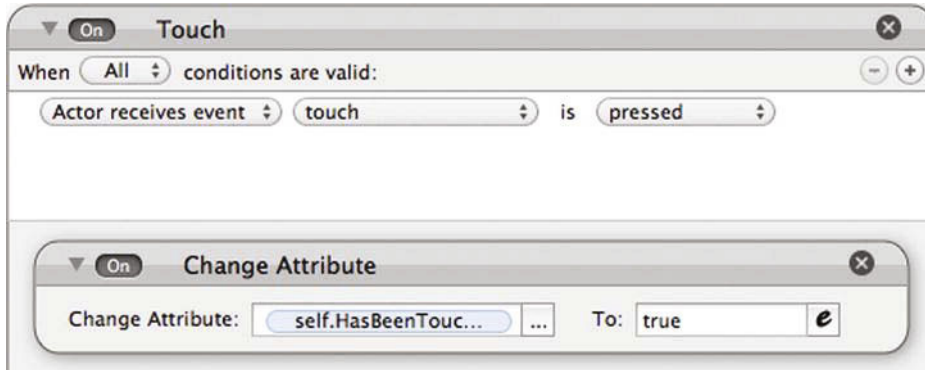 On Touch
When All conditions are valid:
Actor receives event touch is pressed
On Change Attribute
Change Attribute: self.HasBeenTouc... ... To: true e